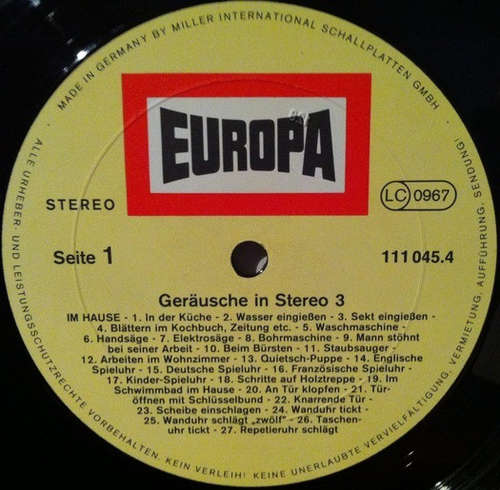 MADE IN GERMANY BY MILLER INTERNATIONAL SCHALLPLATTEN GMBH ·
EUROPA
STEREO
LC 0967
Seite 1
111 045.4
Geräusche in Stereo 3
IM HAUSE - 1. In der Küche - 2. Wasser eingießen - 3. Sekt eingießen -
4. Blättern im Kochbuch, Zeitung etc. - 5. Waschmaschine -
6. Handsäge - 7. Elektrosäge - 8. Bohrmaschine - 9. Mann stöhnt
bei seiner Arbeit - 10. Beim Bürsten - 11. Staubsauger -
12. Arbeiten im Wohnzimmer - 13. Quietsch-Puppe - 14. Englische
Spieluhr - 15. Deutsche Spieluhr - 16. Französische Spieluhr -
17. Kinder-Spieluhr - 18. Schritte auf Holztreppe - 19. Im
Schwimmbad im Hause - 20. An Tür klopfen - 21. Tür-
öffnen mit Schlüsselbund - 22. Knarrende Tür -
23. Scheibe einschlagen - 24. Wanduhr tickt -
25. Wanduhr schlägt „zwölf" - 26. Taschen-
uhr tickt - 27. Repetieruhr schlägt
ALLE URHEBER- UND LEISTUNGSSCHUTZRECHTE VORBEHALTEN. KEIN VERLEIH! KEINE UNERLAUBTE VERVIELFÄLTIGUNG, VERMIETUNG, AUFFÜHRUNG, SENDUNG!